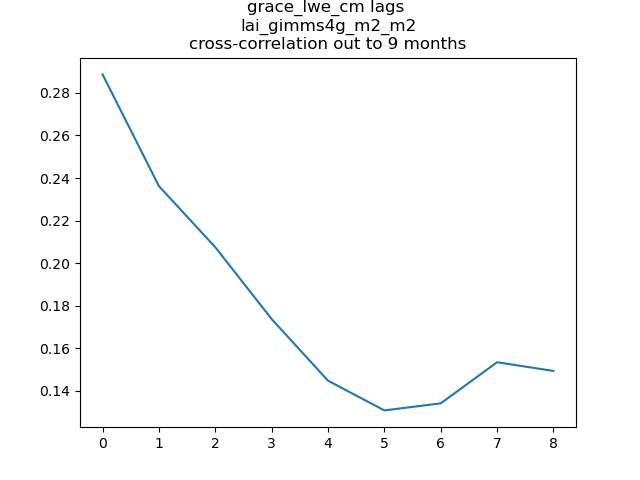 grace_lwe_cm lags
lai_gimms4g_m2_m2
cross-correlation out to 9 months
0.28
0.26
0.24
0.22
0.20
0.18
0.16
0.14
0 1 2 3 4 5 6 7 8